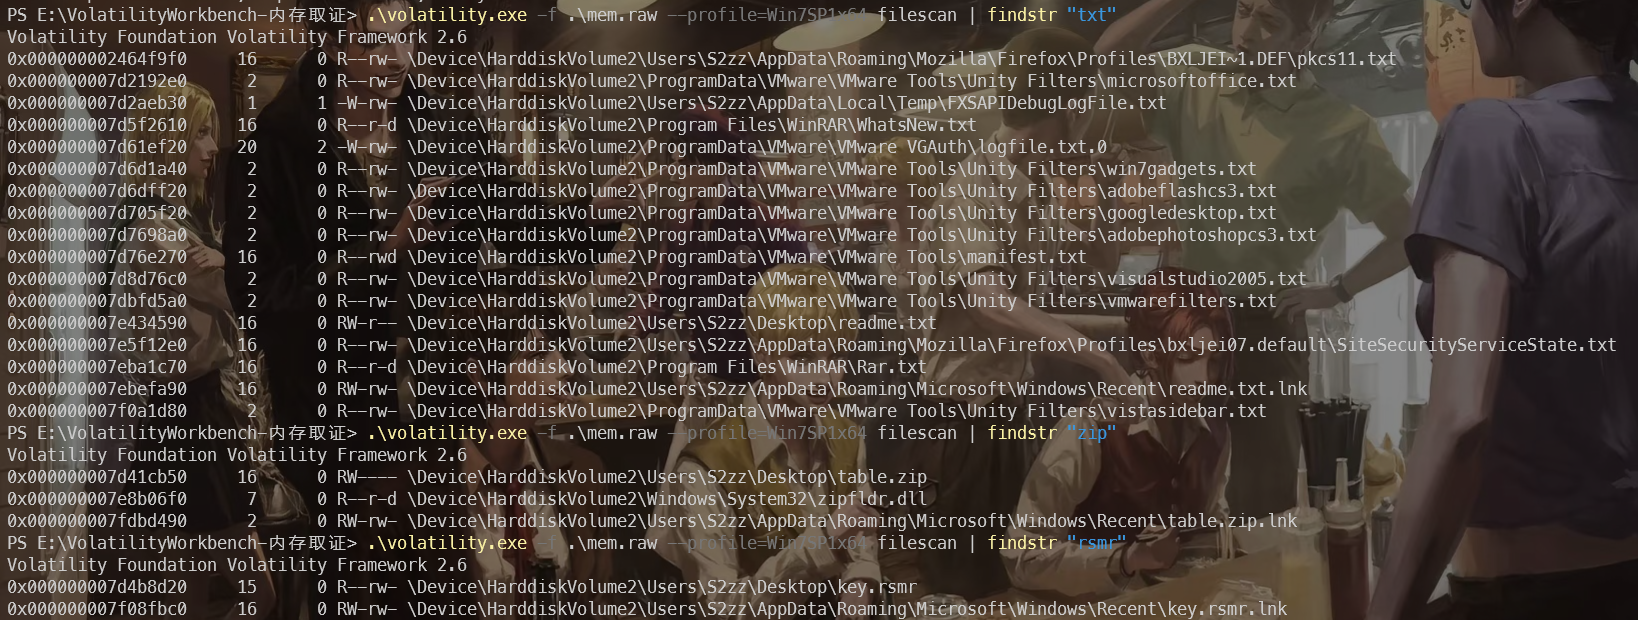 PS E:\VolatilityWorkbench-内存取证> .\volatility.exe -f .\mem.raw --profile=Win7SP1x64 filescan | findstr "txt"
Volatility Foundation Volatility Framework 2.6
0x000000002464f9f0     16      0 R--rw- \Device\HarddiskVolume2\Users\S2zz\AppData\Roaming\Mozilla\Firefox\Profiles\BXLJEI~1.DEF\pkcs11.txt
0x000000007d2192e0      2      0 R--rw- \Device\HarddiskVolume2\ProgramData\VMware\VMware Tools\Unity Filters\microsoftoffice.txt
0x000000007d2aeb30      1      1 -W-rw- \Device\HarddiskVolume2\Users\S2zz\AppData\Local\Temp\FXSAPIDebugLogFile.txt
0x000000007d5f2610     16      0 R--r-d \Device\HarddiskVolume2\Program Files\WinRAR\WhatsNew.txt
0x000000007d61ef20     20      2 -W-rw- \Device\HarddiskVolume2\ProgramData\VMware\VMware VGAuth\logfile.txt.0
0x000000007d6d1a40      2      0 R--rw- \Device\HarddiskVolume2\ProgramData\VMware\VMware Tools\Unity Filters\win7gadgets.txt
0x000000007d6dff20      2      0 R--rw- \Device\HarddiskVolume2\ProgramData\VMware\VMware Tools\Unity Filters\adobeflashcs3.txt
0x000000007d705f20      2      0 R--rw- \Device\HarddiskVolume2\ProgramData\VMware\VMware Tools\Unity Filters\googledesktop.txt
0x000000007d7698a0      2      0 R--rw- \Device\HarddiskVolume2\ProgramData\VMware\VMware Tools\Unity Filters\adobephotoshopcs3.txt
0x000000007d76e270     16      0 R--rwd \Device\HarddiskVolume2\ProgramData\VMware\VMware Tools\manifest.txt
0x000000007d8d76c0      2      0 R--rw- \Device\HarddiskVolume2\ProgramData\VMware\VMware Tools\Unity Filters\visualstudio2005.txt
0x000000007dbfd5a0      2      0 R--rw- \Device\HarddiskVolume2\ProgramData\VMware\VMware Tools\Unity Filters\vmwarefilters.txt
0x000000007e434590     16      0 RW-r-- \Device\HarddiskVolume2\Users\S2zz\Desktop\readme.txt
0x000000007e5f12e0     16      0 R--rw- \Device\HarddiskVolume2\Users\S2zz\AppData\Roaming\Mozilla\Firefox\Profiles\bxljei07.default\SiteSecurityServiceState.txt
0x000000007eba1c70     16      0 R--r-d \Device\HarddiskVolume2\Program Files\WinRAR\Rar.txt
0x000000007ebefa90     16      0 RW-rw- \Device\HarddiskVolume2\Users\S2zz\AppData\Roaming\Microsoft\Windows\Recent\readme.txt.lnk
0x000000007f0a1d80      2      0 R--rw- \Device\HarddiskVolume2\ProgramData\VMware\VMware Tools\Unity Filters\vistasidebar.txt
PS E:\VolatilityWorkbench-内存取证> .\volatility.exe -f .\mem.raw --profile=Win7SP1x64 filescan | findstr "zip"
Volatility Foundation Volatility Framework 2.6
0x000000007d41cb50     16      0 RW---- \Device\HarddiskVolume2\Users\S2zz\Desktop\table.zip
0x000000007e8b06f0      7      0 R--r-d \Device\HarddiskVolume2\Windows\System32\zipfldr.dll
0x000000007fdbd490      2      0 RW-rw- \Device\HarddiskVolume2\Users\S2zz\AppData\Roaming\Microsoft\Windows\Recent\table.zip.lnk
PS E:\VolatilityWorkbench-内存取证> .\volatility.exe -f .\mem.raw --profile=Win7SP1x64 filescan | findstr "rsmr"
Volatility Foundation Volatility Framework 2.6
0x000000007d4b8d20     15      0 R--rw- \Device\HarddiskVolume2\Users\S2zz\Desktop\key.rsmr
0x000000007f08fbc0     16      0 RW-rw- \Device\HarddiskVolume2\Users\S2zz\AppData\Roaming\Microsoft\Windows\Recent\key.rsmr.lnk